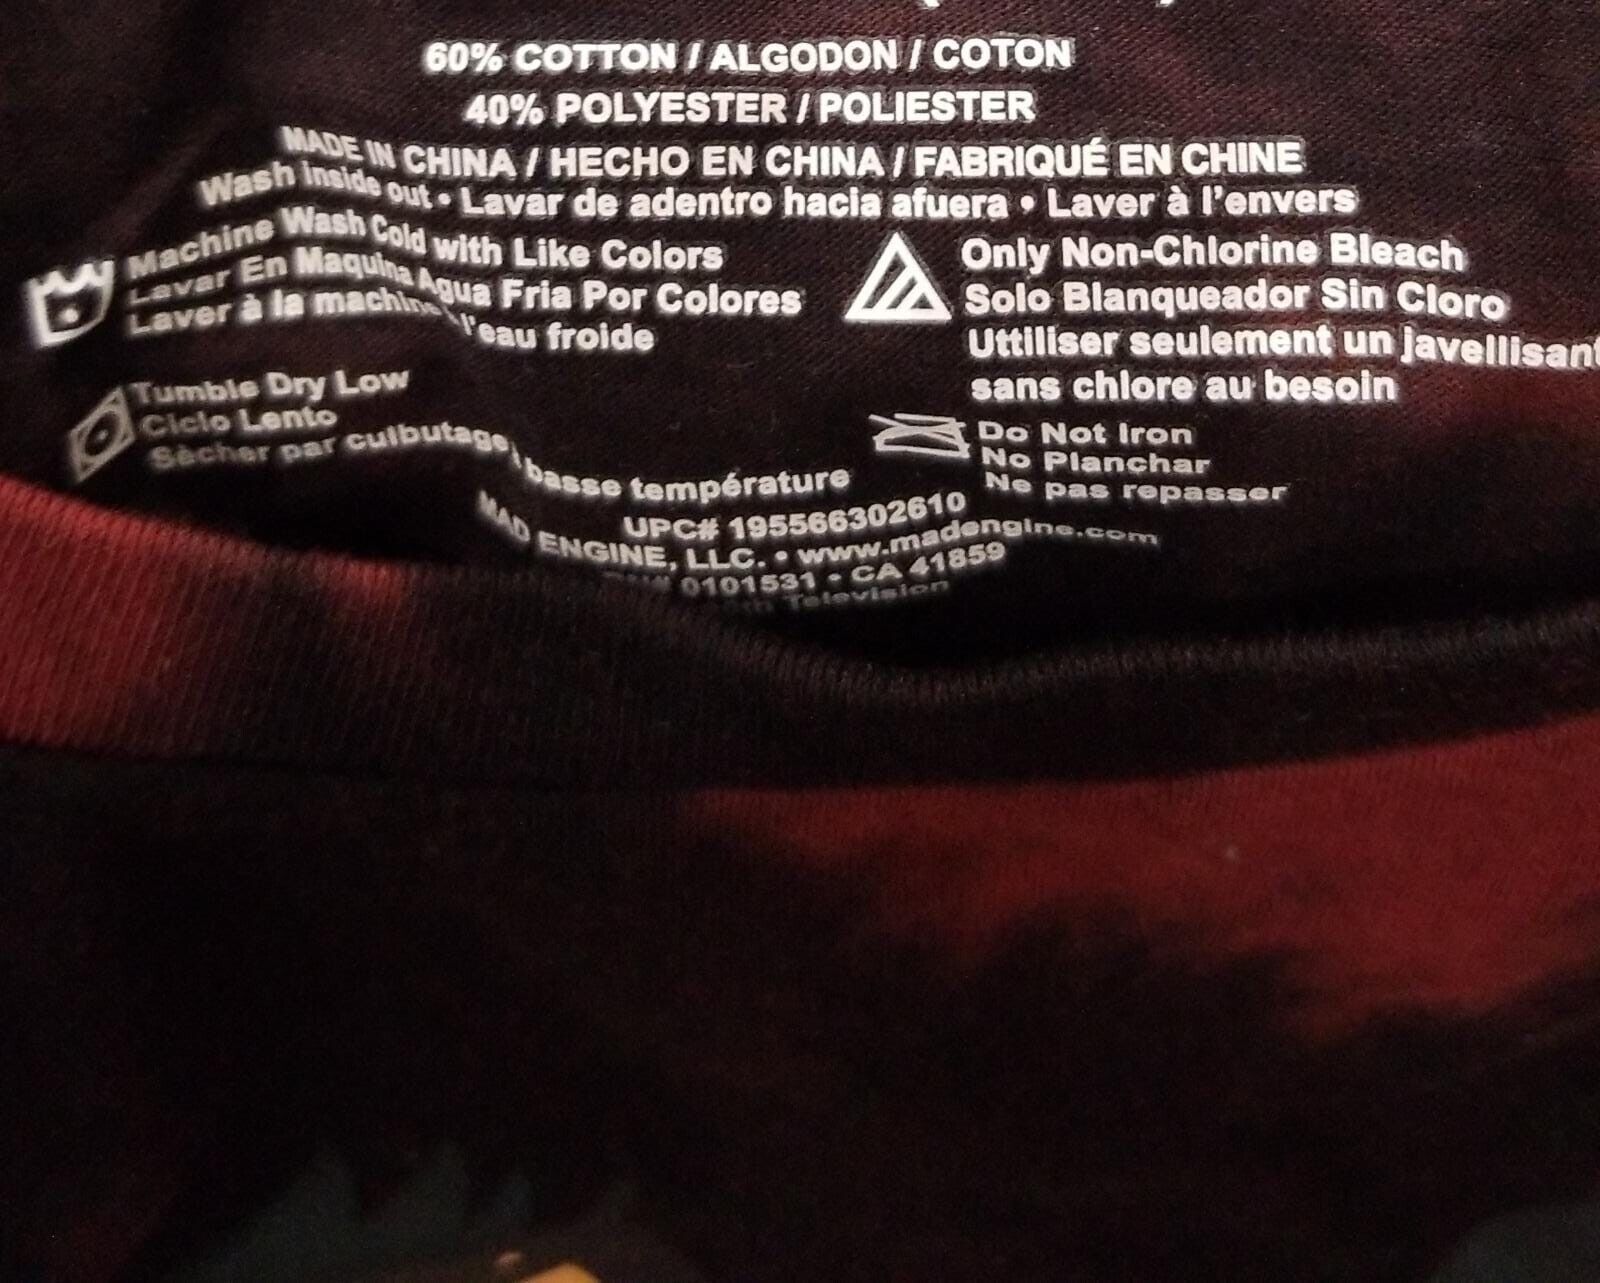 60% COTTON / ALGODON / COTON
40% POLYESTER / POLIESTER
MADE IN CHINA / HECHO EN CHINA / FABRIQUÉ EN CHINE
Wash inside out • Lavar de adentro hacia afuera • Laver à l'envers
Machine Wash Cold with Like Colors
Lavar En Maquina Agua Fria Por Colores
Laver à la machine l'eau froide
Only Non-Chlorine Bleach
Solo Blanqueador Sin Cloro
Uttiliser seulement un javellisant
sans chlore au besoin
Tumble Dry Low
Ciclo Lento
Sècher par culbutage basse température
Do Not Iron
No Planchar
Ne pas repasser
UPC# 195566302610
MAD ENGINE, LLC. • www.madengine.com
0101531 • CA 41859
Television